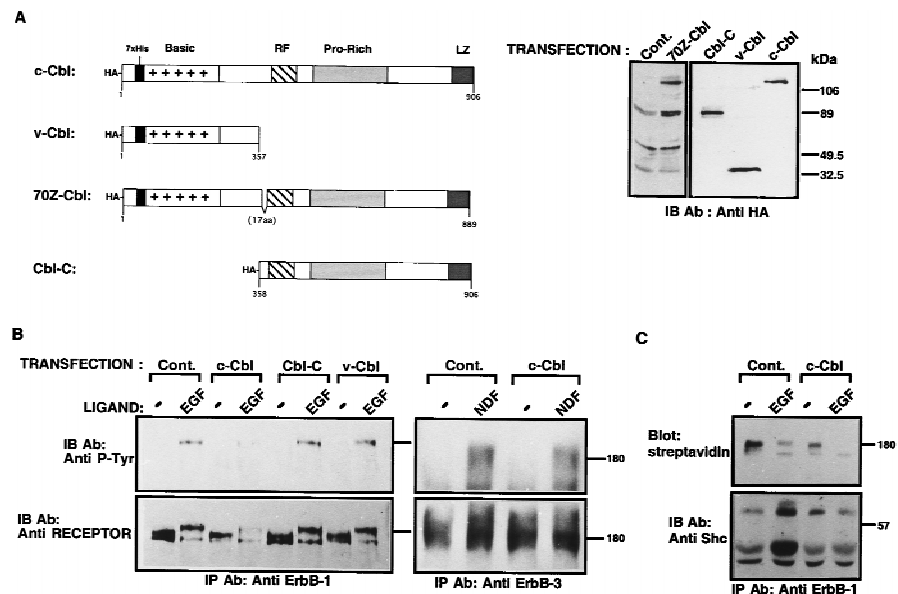 A
7xHis Basic RF Pro-Rich LZ
c-Cbl: HA + + + + +
1 906
v-Cbl: HA + + + + +
1 357
70Z-Cbl: HA + + + + +
1 (17aa) 889
Cbl-C: HA
358 906
TRANSFECTION : Cont. 70Z-Cbl Cbl-C v-Cbl c-Cbl
kDa
106
89
49.5
32.5
IB Ab : Anti HA
B
TRANSFECTION : Cont. c-Cbl Cbl-C v-Cbl Cont. c-Cbl
LIGAND: - EGF - EGF - EGF - EGF - NDF - NDF
IB Ab:
Anti P-Tyr
180
IB Ab:
Anti RECEPTOR
180
IP Ab: Anti ErbB-1 IP Ab: Anti ErbB-3
C
Cont. c-Cbl
- EGF - EGF
Blot:
streptavidin
180
IB Ab:
Anti Shc
57
IP Ab: Anti ErbB-1